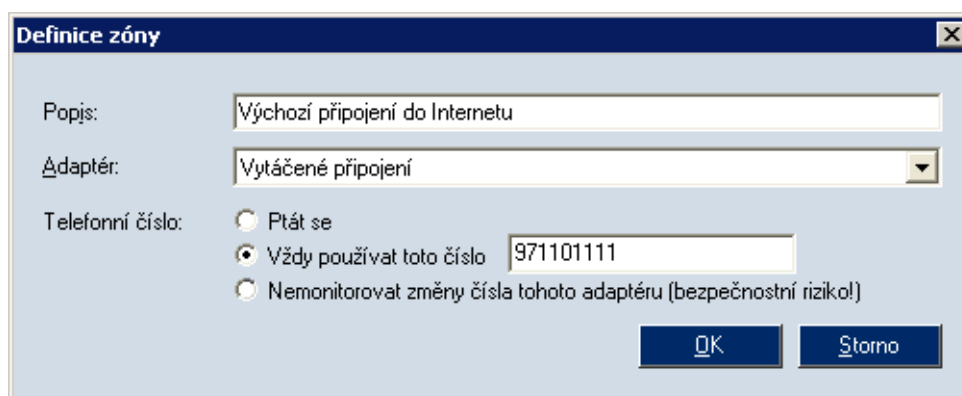 Definice zóny
Popis: Výchozí připojení do Internetu
Adaptér: Vytáčené připojení
Telefonní číslo: Ptát se
Vždy používat toto číslo 971101111
Nemonitorovat změny čísla tohoto adaptéru (bezpečnostní riziko!)
OK Storno